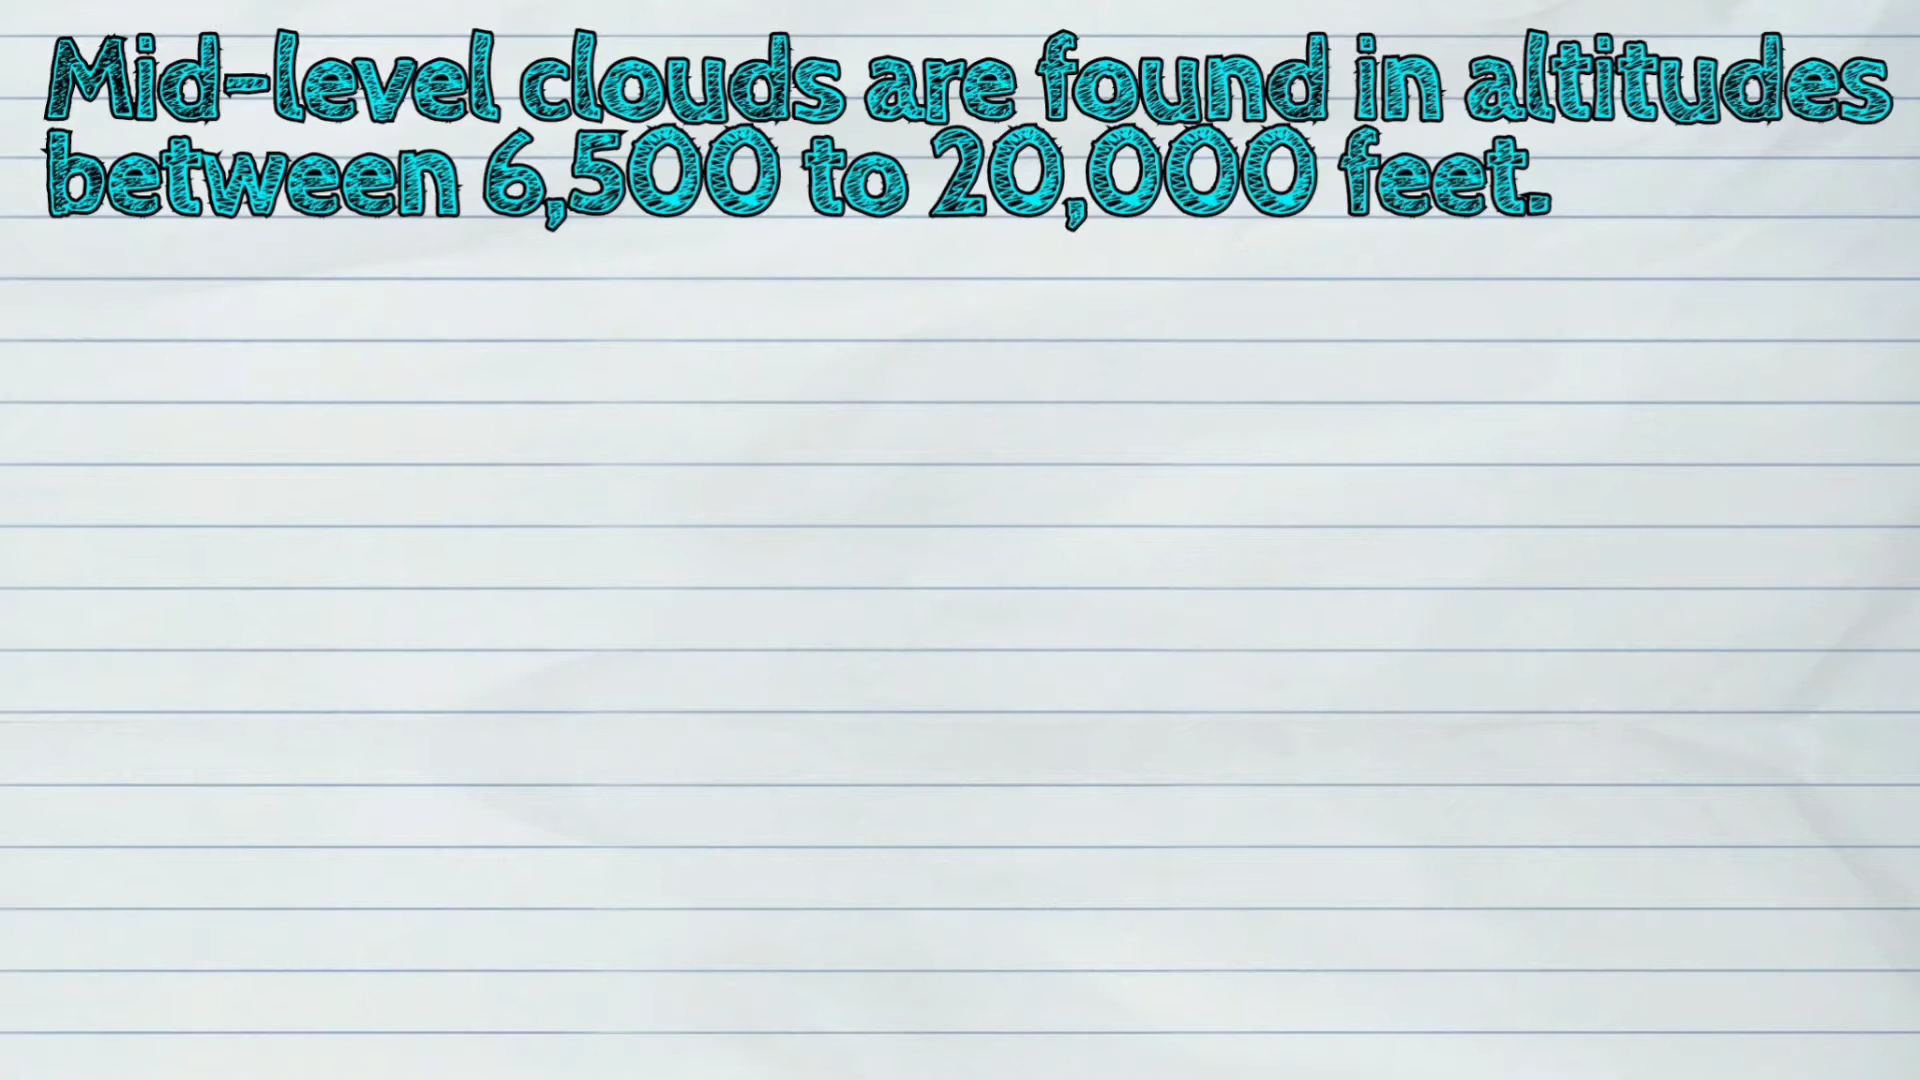 Mid-level clouds are found in altitudes
between 6,500 to 20,000 feet.